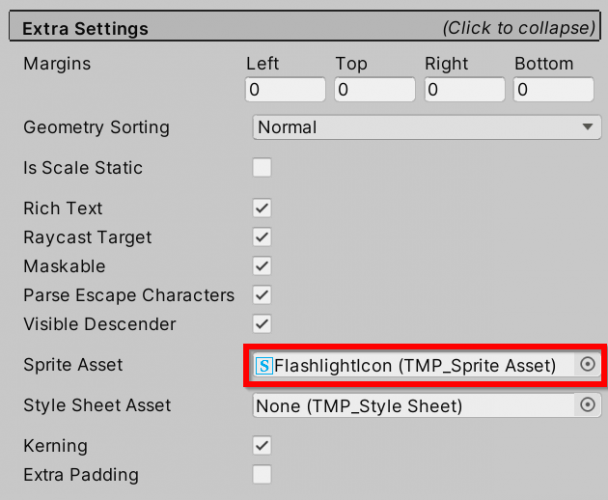 Extra Settings (Click to collapse)
Margins Left Top Right Bottom
0 0 0 0
Geometry Sorting Normal
Is Scale Static
Rich Text
Raycast Target
Maskable
Parse Escape Characters
Visible Descender
Sprite Asset S FlashlightIcon (TMP_Sprite Asset)
Style Sheet Asset None (TMP_Style Sheet)
Kerning
Extra Padding